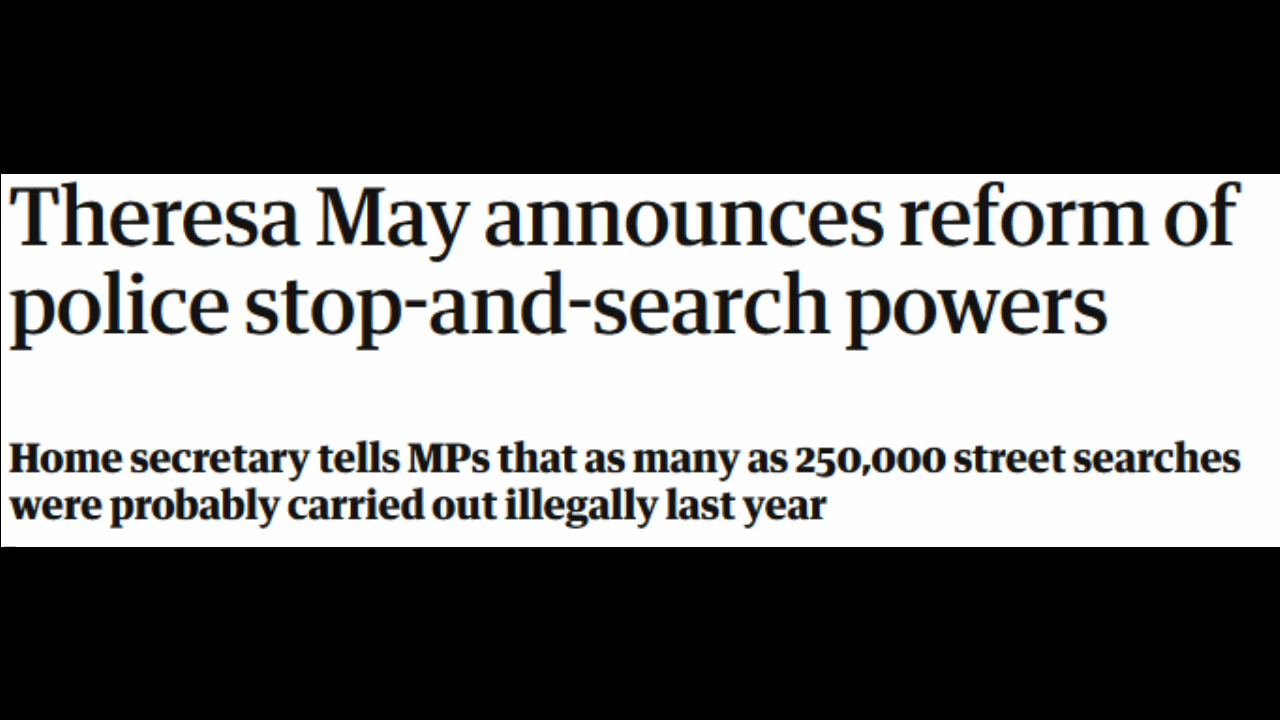 Theresa May announces reform of
police stop-and-search powers
Home secretary tells MPs that as many as 250,000 street searches
were probably carried out illegally last year